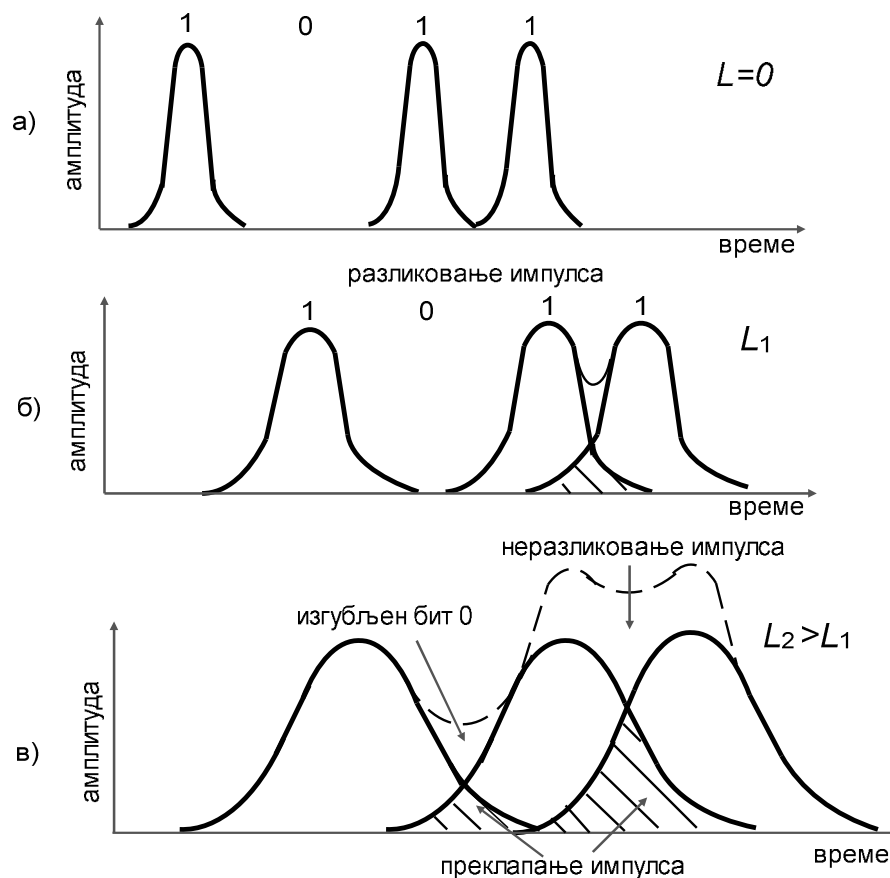 1 0 1 1
L=0
а)
амплитуда
време
разликовање импулса
1 0 1 1
L1
б)
амплитуда
време
неразликовање импулса
изгубљен бит 0
L2 >L1
в)
амплитуда
време
преклапање импулса